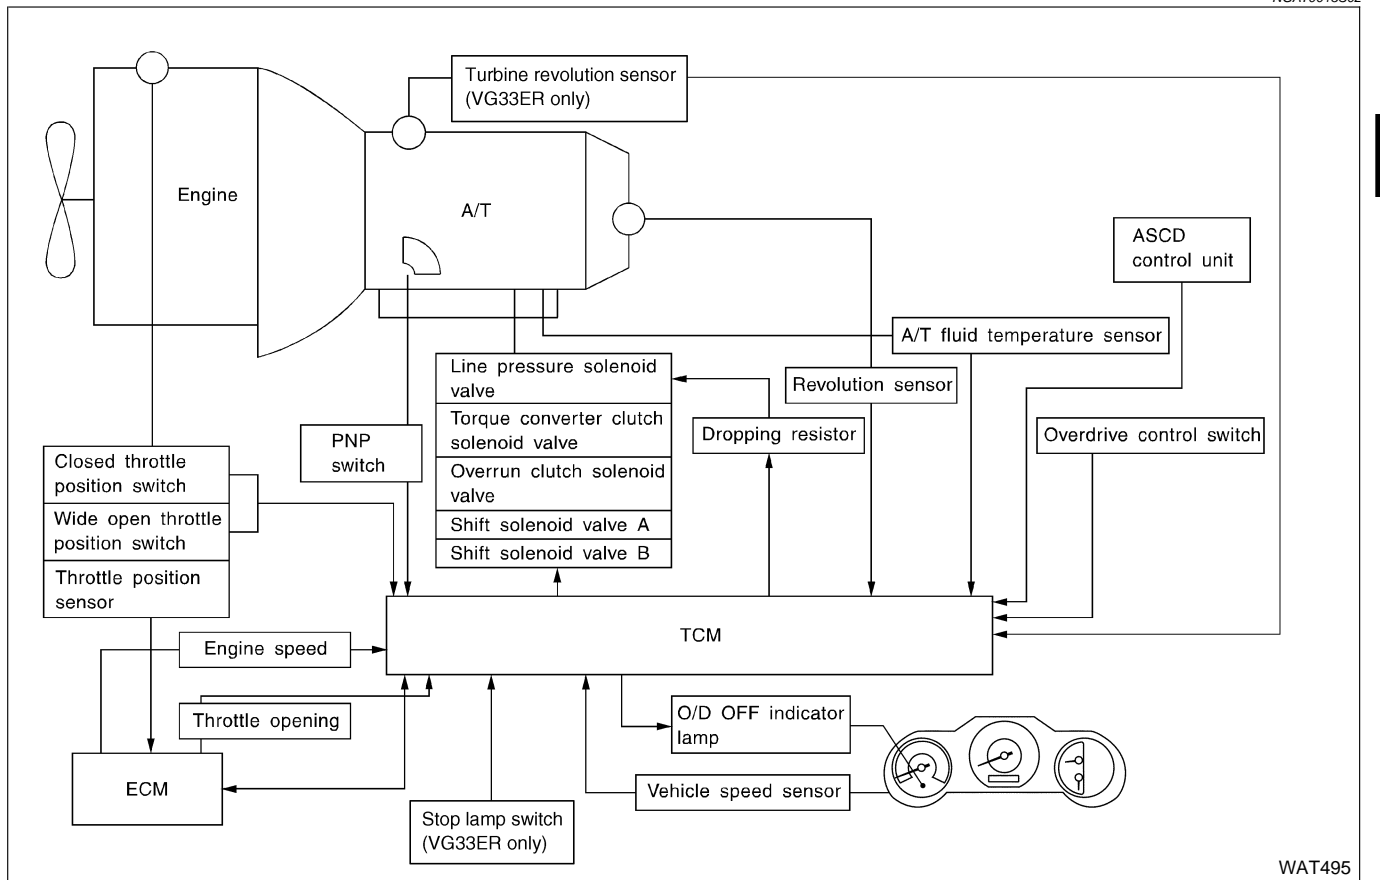 Turbine revolution sensor
(VG33ER only)
Engine
A/T
ASCD
control unit
A/T fluid temperature sensor
Line pressure solenoid
valve
Revolution sensor
Torque converter clutch
solenoid valve
Dropping resistor
Overdrive control switch
PNP
switch
Closed throttle
position switch
Overrun clutch solenoid
valve
Wide open throttle
position switch
Shift solenoid valve A
Shift solenoid valve B
Throttle position
sensor
TCM
Engine speed
Throttle opening
O/D OFF indicator
lamp
ECM
Vehicle speed sensor
Stop lamp switch
(VG33ER only)
WAT495